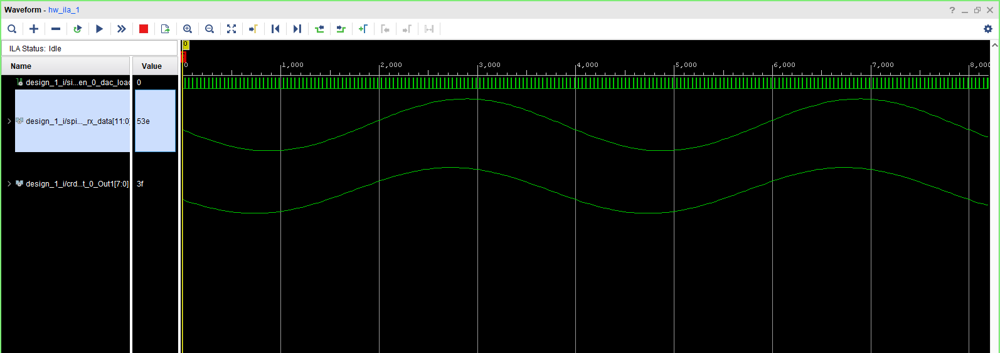 Waveform - hw_ila_1
ILA Status: Idle
Name Value
0
0 1,000 2,000 3,000 4,000 5,000 6,000 7,000 8,000
design_1_i/si...en_0_dac_load 0
design_1_i/spi..._rx_data[11:0] 53e
design_1_i/crd...t_0_Out1[7:0] 3f